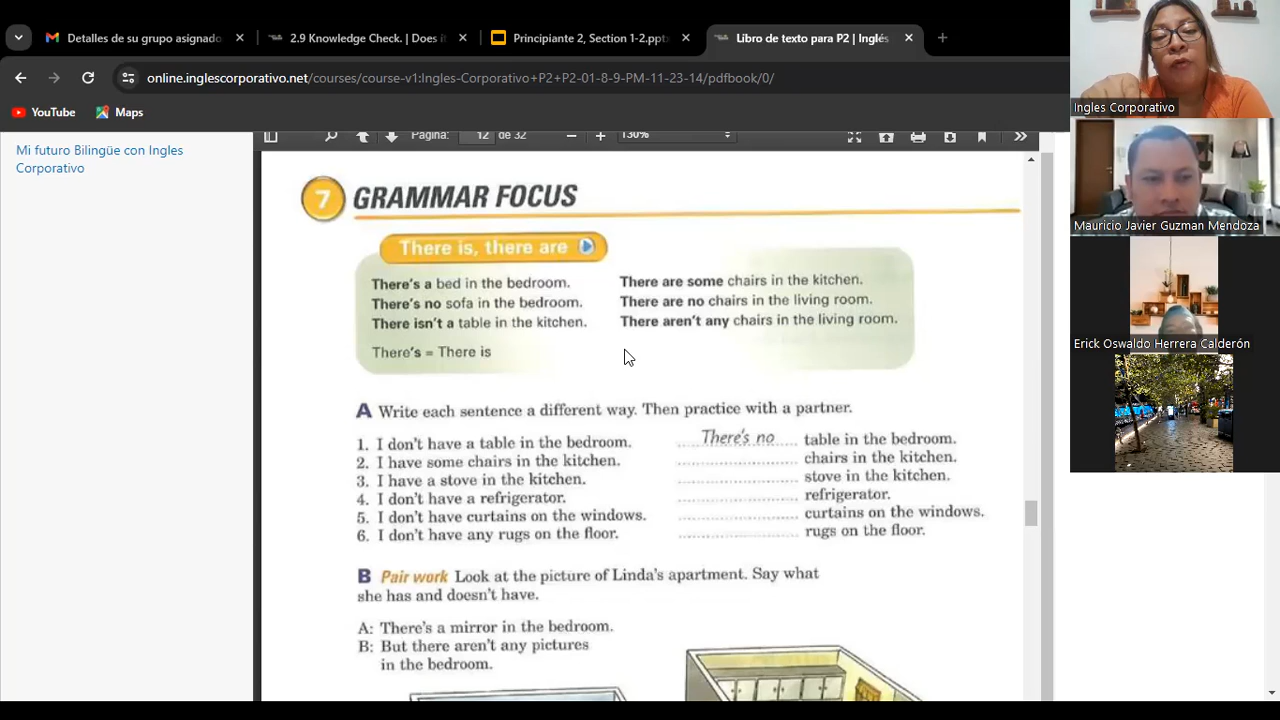 Detalles de su grupo asignado
2.9 Knowledge Check. | Does i
Principiante 2, Section 1-2.ppt
Libro de texto para P2 | Inglés
online.inglescorporativo.net/courses/course-v1:Ingles-Corporativo+P2+P2-01-8-9-PM-11-23-14/pdfbook/0/
YouTube
Maps
Mi futuro Bilingüe con Ingles
Corporativo
Página: 12 de 32 130%
7 GRAMMAR FOCUS
There is, there are
There's a bed in the bedroom.
There's no sofa in the bedroom.
There isn't a table in the kitchen.
There's = There is
There are some chairs in the kitchen.
There are no chairs in the living room.
There aren't any chairs in the living room.
A Write each sentence a different way. Then practice with a partner.
1. I don't have a table in the bedroom. There's no table in the bedroom.
2. I have some chairs in the kitchen. chairs in the kitchen.
3. I have a stove in the kitchen. stove in the kitchen.
4. I don't have a refrigerator. refrigerator.
5. I don't have curtains on the windows. curtains on the windows.
6. I don't have any rugs on the floor. rugs on the floor.
B Pair work Look at the picture of Linda's apartment. Say what
she has and doesn't have.
A: There's a mirror in the bedroom.
B: But there aren't any pictures
in the bedroom.
Ingles Corporativo
Mauricio Javier Guzman Mendoza
Erick Oswaldo Herrera Calderón